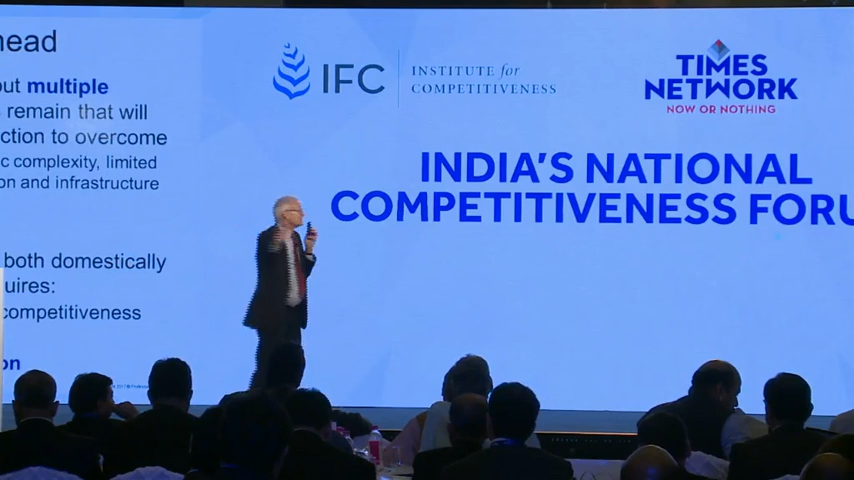 head
out multiple
remain that will
ction to overcome
c complexity, limited
on and infrastructure
both domestically
uires:
competitiveness
on
IFC
INSTITUTE for
COMPETITIVENESS
TIMES
NETWORK
NOW OR NOTHING
INDIA'S NATIONAL
COMPETITIVENESS FORU